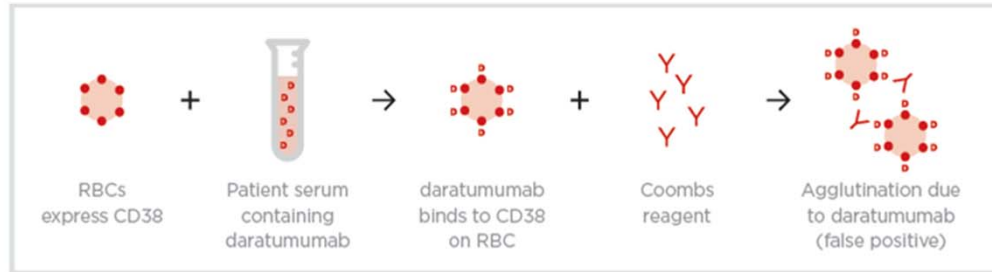 RBCs
express CD38
+
Patient serum
containing
daratumumab
D
D
D
D
D
D
→
daratumumab
binds to CD38
on RBC
D
D
D
D
D
D
+
Coombs
reagent
Y
Y
Y
Y
Y
→
Agglutination due
to daratumumab
(false positive)
D
D
D
D
D
D
Y
Y
D
D
D
D
D
D